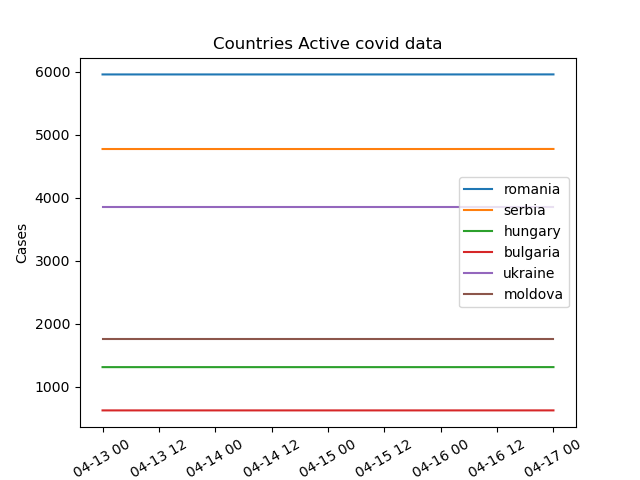 Countries Active covid data
Cases
6000
5000
4000
3000
2000
1000
romania
serbia
hungary
bulgaria
ukraine
moldova
04-13 00
04-13 12
04-14 00
04-14 12
04-15 00
04-15 12
04-16 00
04-16 12
04-17 00